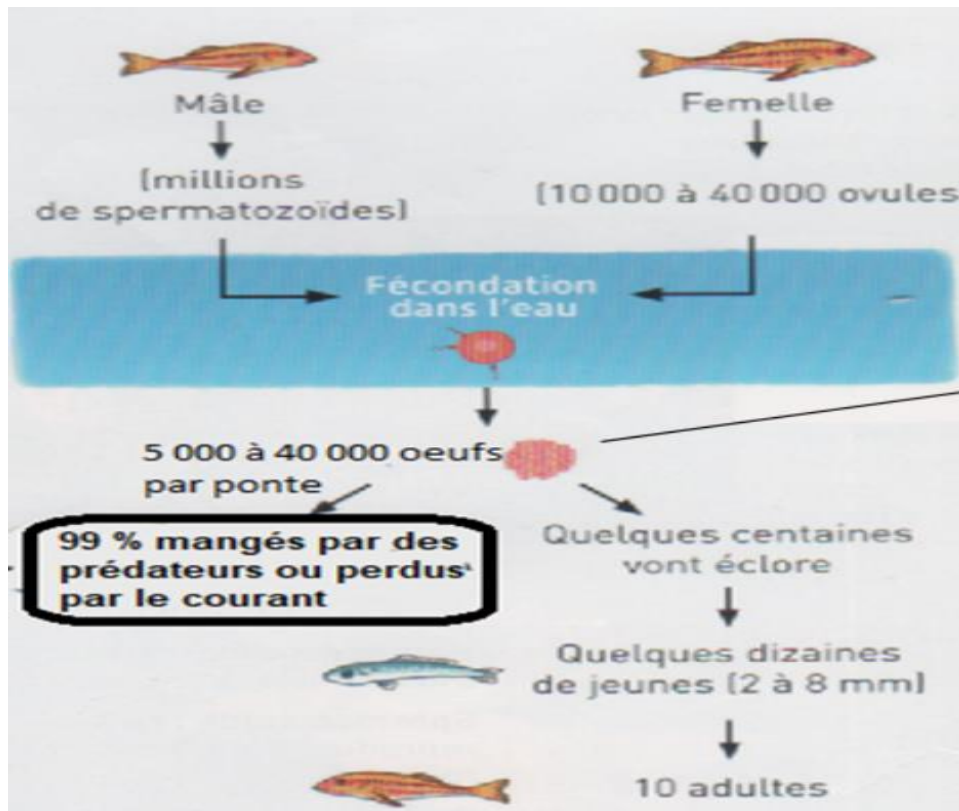 Mâle
Femelle
(millions
de spermatozoïdes)
(10 000 à 40 000 ovules
Fécondation
dans l'eau
5 000 à 40 000 oeufs
par ponte
99 % mangés par des
prédateurs ou perdus
par le courant
Quelques centaines
vont éclore
Quelques dizaines
de jeunes (2 à 8 mm)
10 adultes